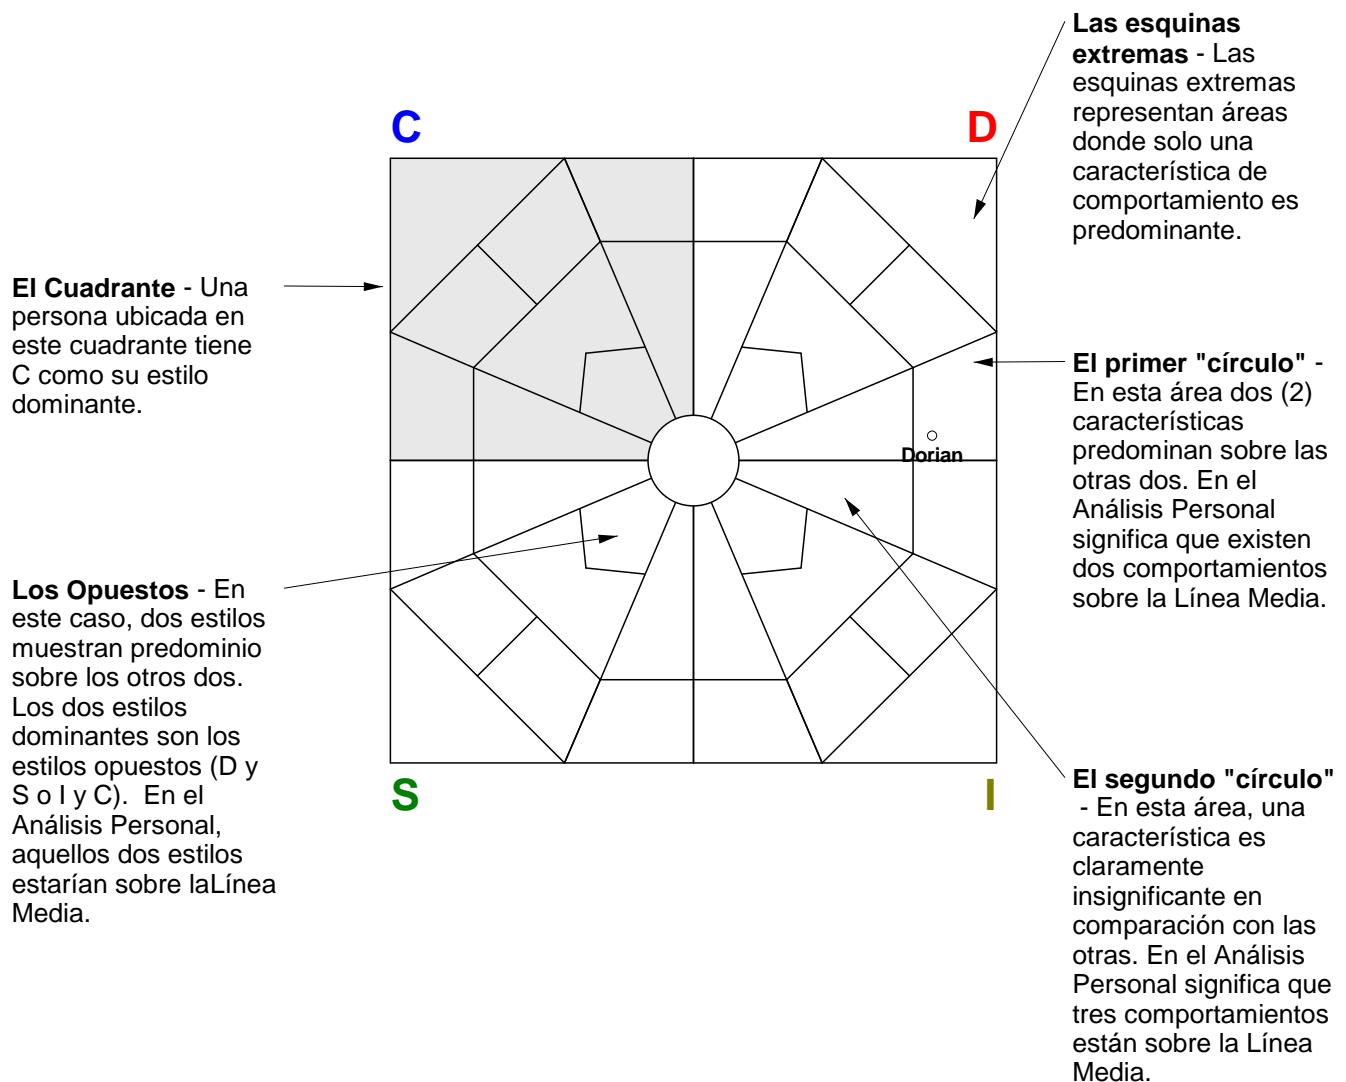 Las esquinas
extremas - Las
esquinas extremas
representan áreas
donde solo una
característica de
comportamiento es
predominante.
C
D
El Cuadrante - Una
persona ubicada en
este cuadrante tiene
C como su estilo
dominante.
El primer "círculo" -
En esta área dos (2)
características
predominan sobre las
otras dos. En el
Análisis Personal
significa que existen
dos comportamientos
sobre la Línea Media.
Dorian
Los Opuestos - En
este caso, dos estilos
muestran predominio
sobre los otros dos.
Los dos estilos
dominantes son los
estilos opuestos (D y
S o I y C).  En el
Análisis Personal,
aquellos dos estilos
estarían sobre laLínea
Media.
S
I
El segundo "círculo"
- En esta área, una
característica es
claramente
insignificante en
comparación con las
otras. En el Análisis
Personal significa que
tres comportamientos
están sobre la Línea
Media.